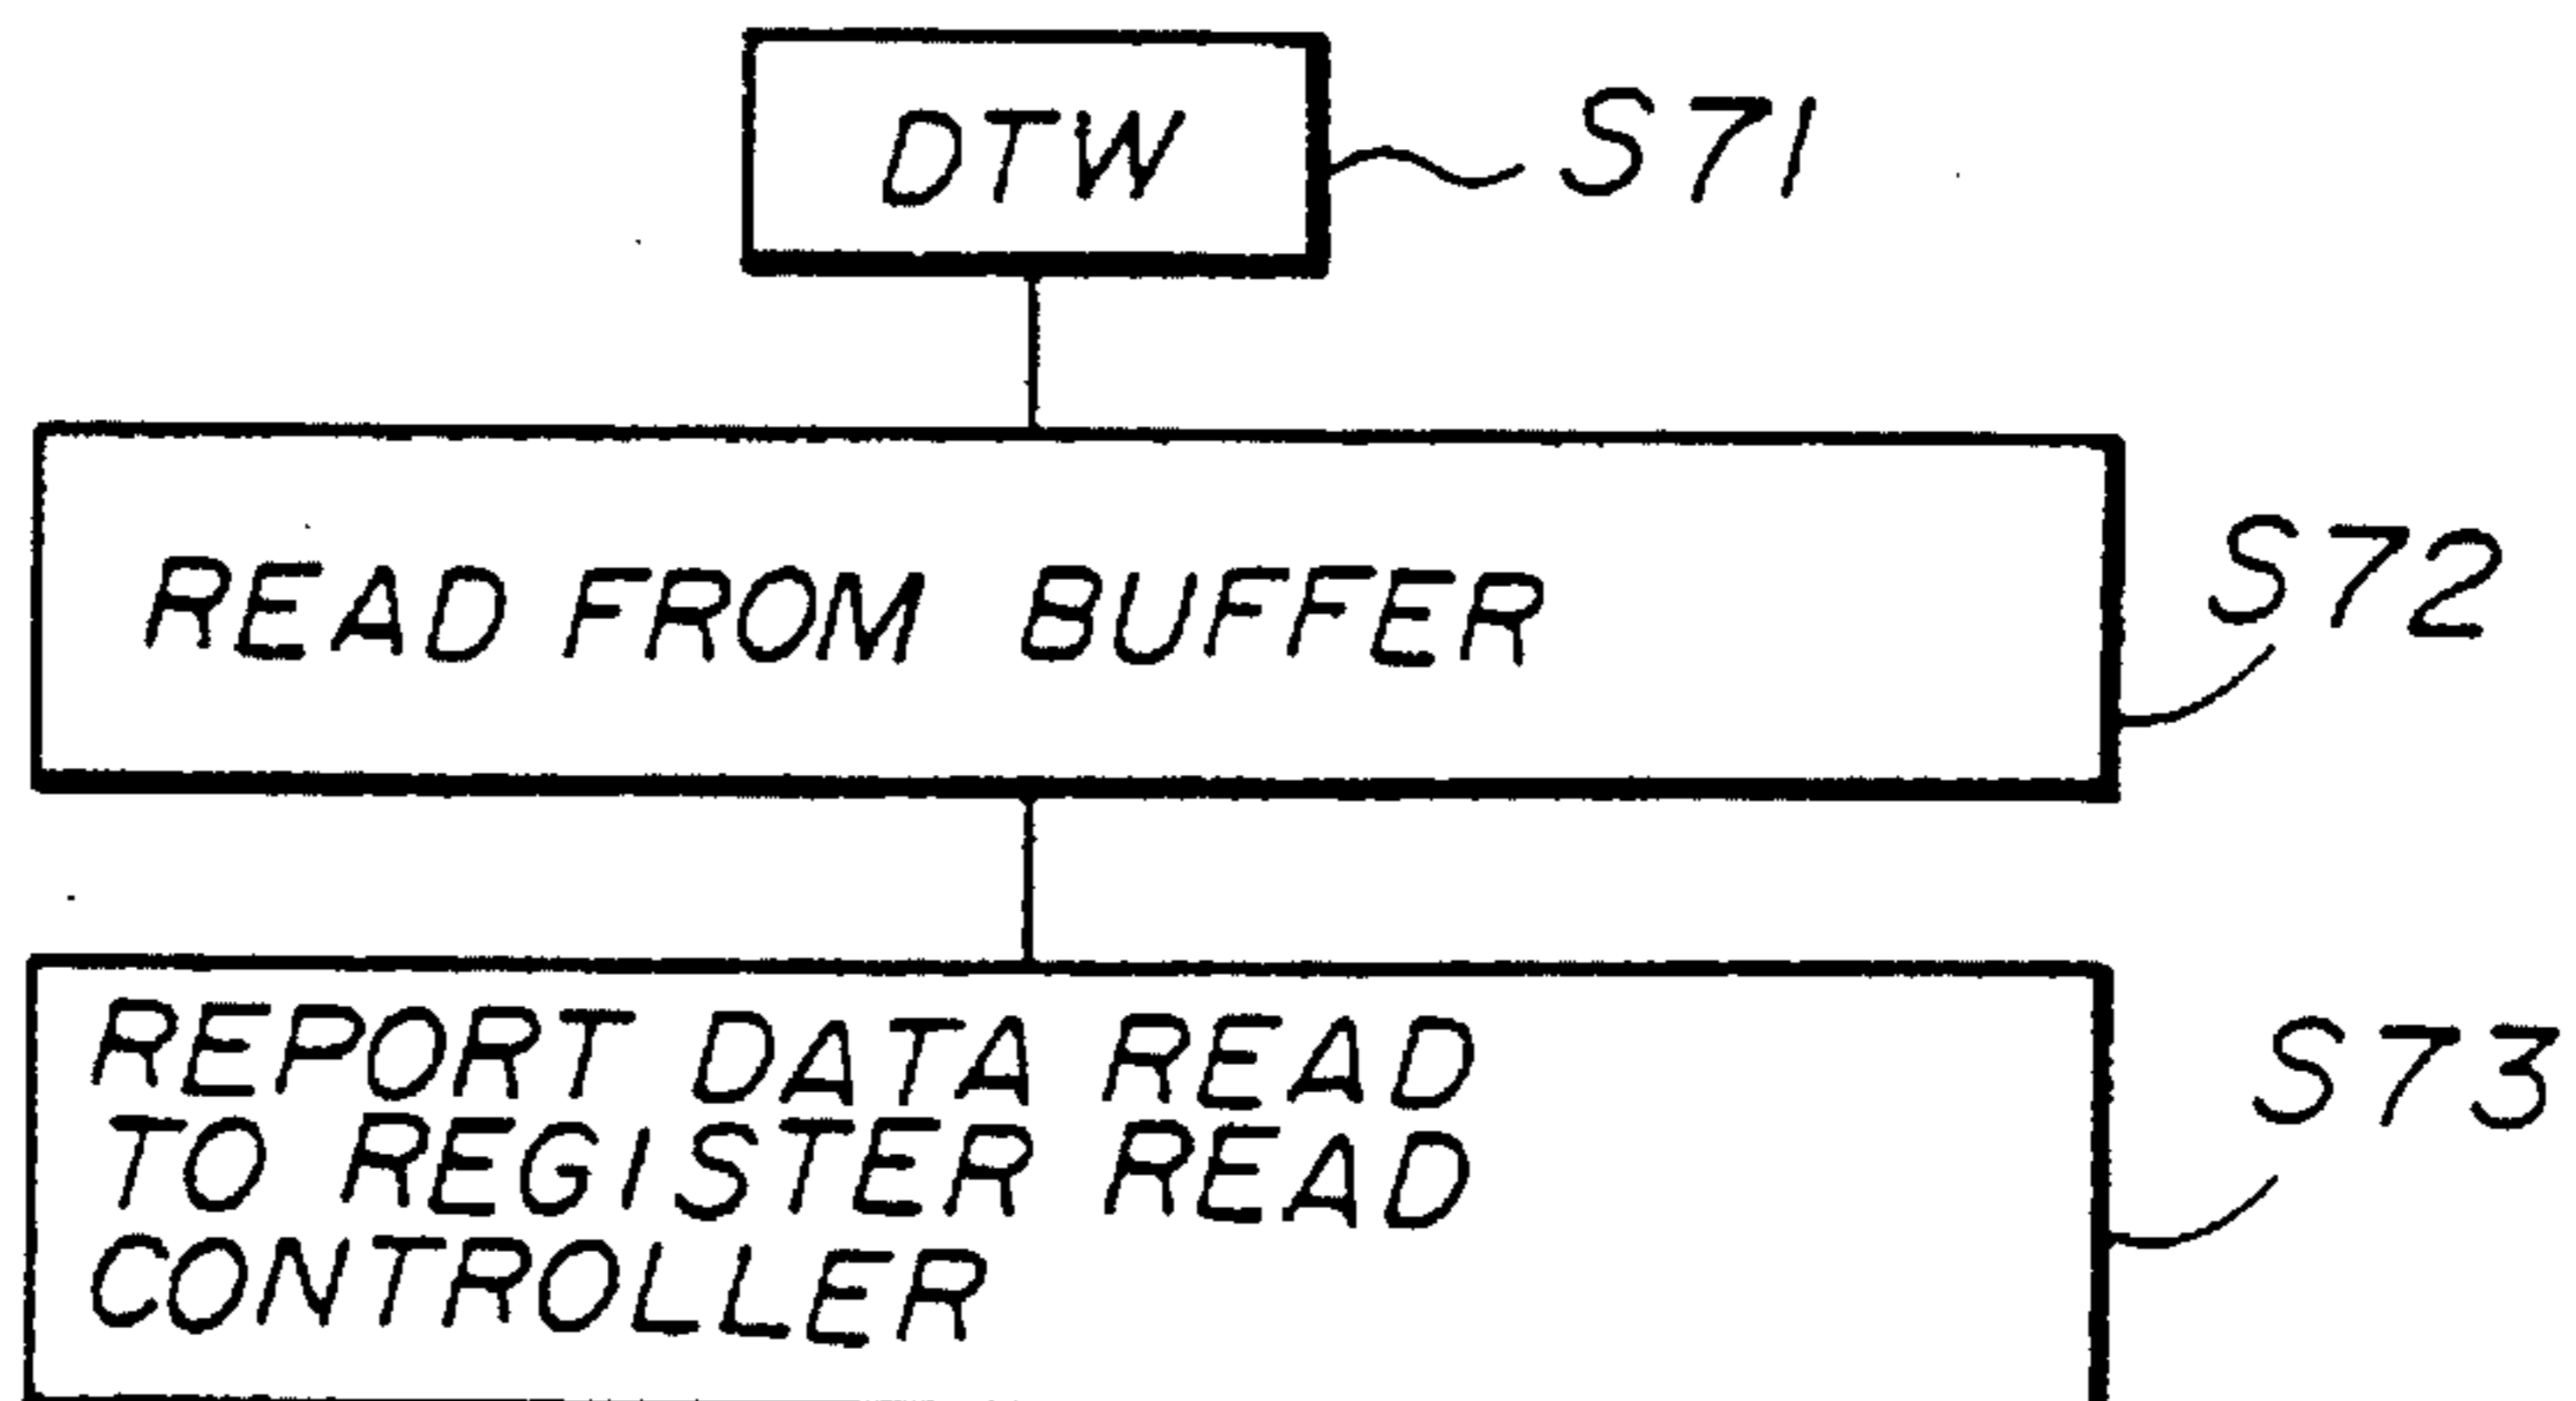 DTW
S71
READ FROM BUFFER
S72
REPORT DATA READ
TO REGISTER READ
CONTROLLER
S73